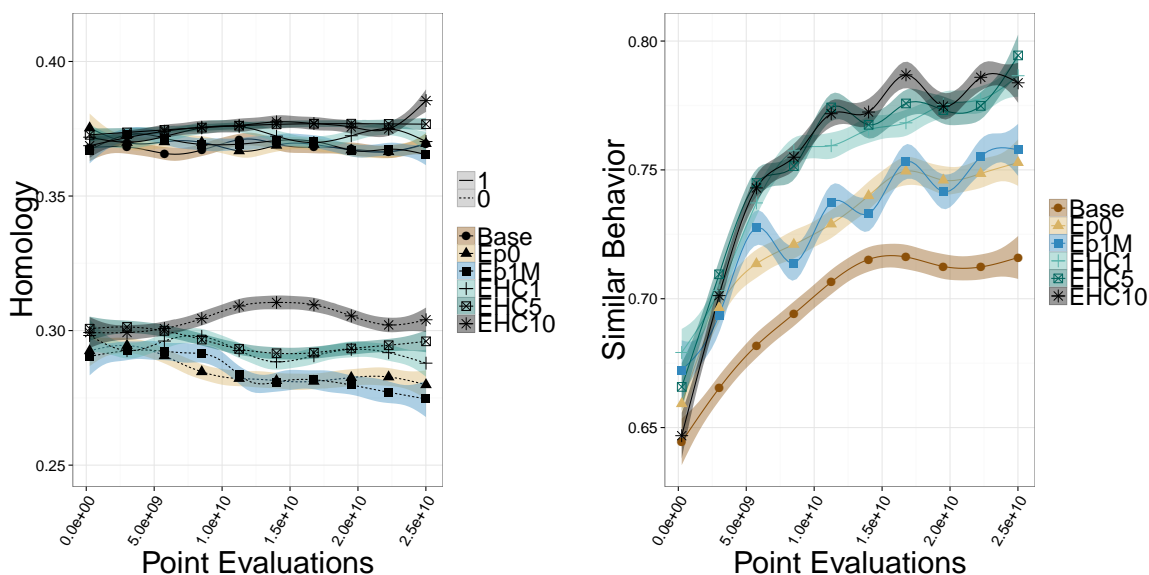 Homology
0.40
0.35
0.30
0.25
0.0e+00
5.0e+09
1.0e+10
1.5e+10
2.0e+10
2.5e+10
Point Evaluations
1
0
Base
Ep0
Ep1M
EHC1
EHC5
EHC10
Similar Behavior
0.80
0.75
0.70
0.65
0.0e+00
5.0e+09
1.0e+10
1.5e+10
2.0e+10
2.5e+10
Point Evaluations
Base
Ep0
Ep1M
EHC1
EHC5
EHC10